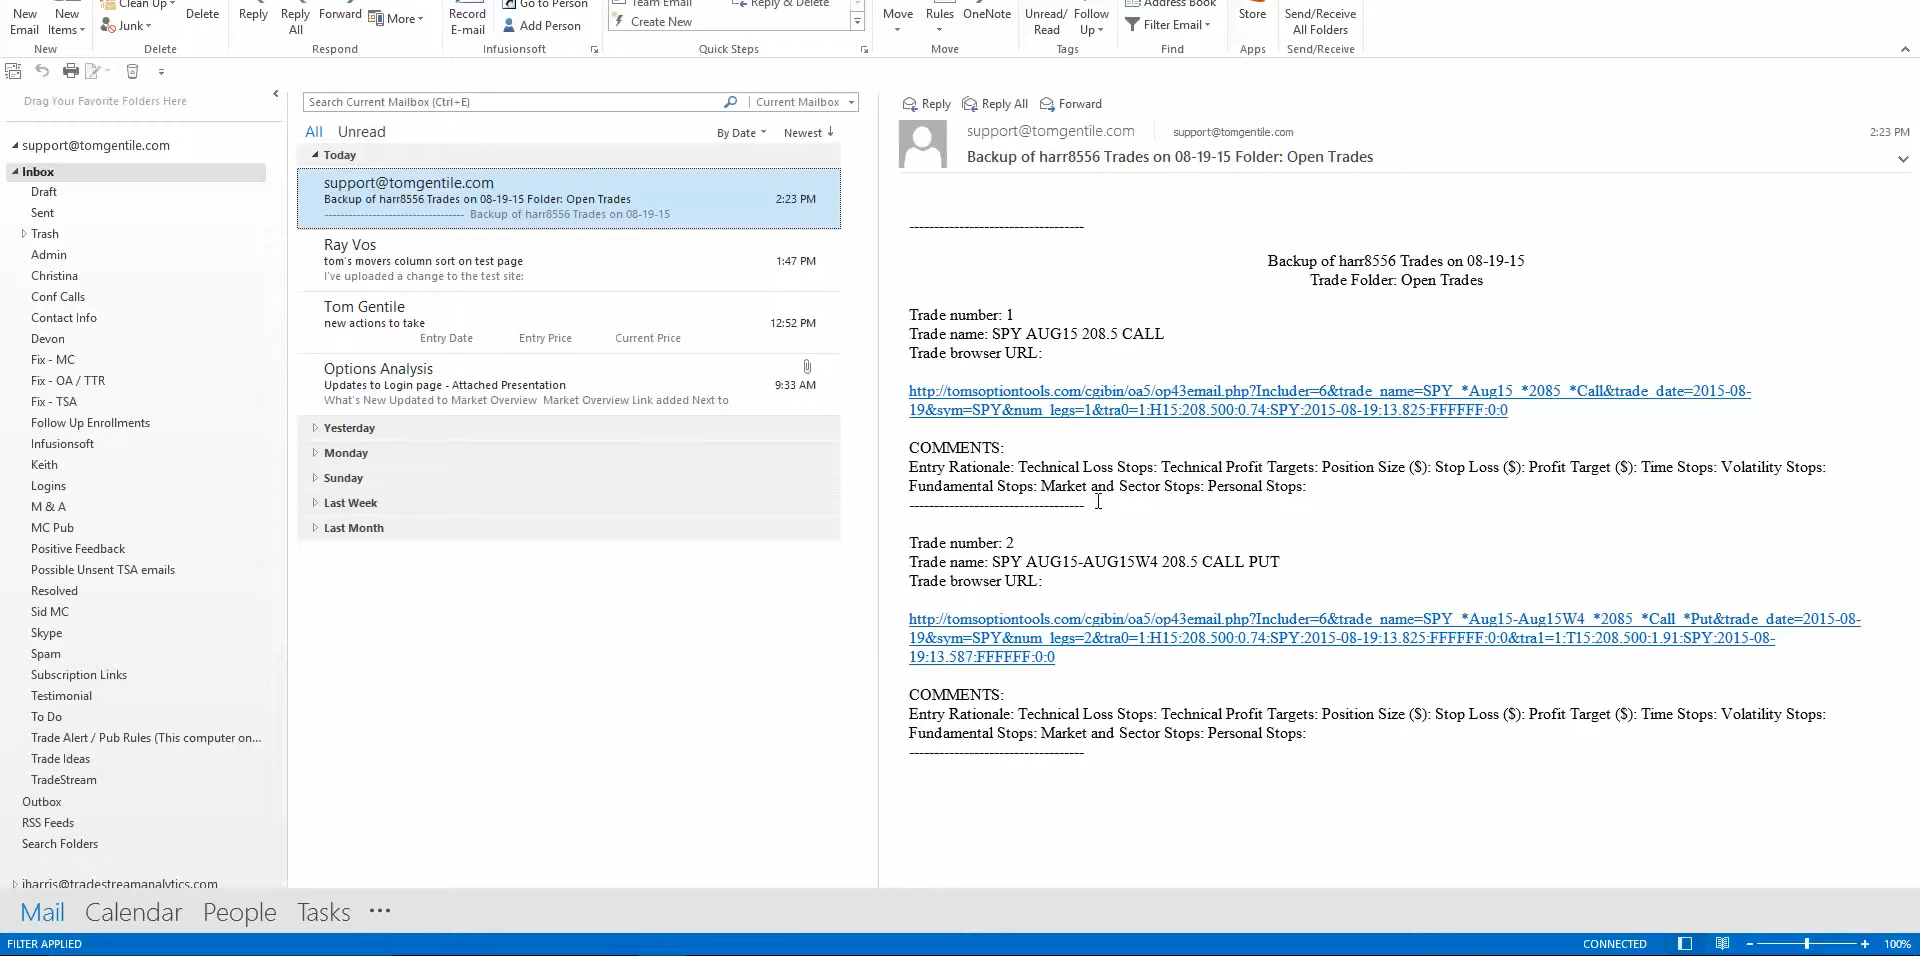 New
Email
New
Items
Clean Up
Junk
Delete
Reply
Reply
All
Forward
More
Record
E-mail
Go to Person
Add Person
Team Email
Create New
Reply & Delete
Move
Rules
OneNote
Unread/
Read
Follow
Up
Address Book
Filter Email
Store
Send/Receive
All Folders
New
Delete
Respond
Infusionsoft
Quick Steps
Move
Tags
Find
Apps
Send/Receive
Drag Your Favorite Folders Here
support@tomgentile.com
Inbox
Draft
Sent
Trash
Admin
Christina
Conf Calls
Contact Info
Devon
Fix - MC
Fix - OA / TTR
Fix - TSA
Follow Up Enrollments
Infusionsoft
Keith
Logins
M & A
MC Pub
Positive Feedback
Possible Unsent TSA emails
Resolved
Sid MC
Skype
Spam
Subscription Links
Testimonial
To Do
Trade Alert / Pub Rules (This computer on...
Trade Ideas
TradeStream
Outbox
RSS Feeds
Search Folders
iharris@tradestreamanalytics.com
Search Current Mailbox (Ctrl+E)
Current Mailbox
All Unread
By Date Newest ↓
Today
support@tomgentile.com
Backup of harr8556 Trades on 08-19-15 Folder: Open Trades 2:23 PM
----------------------------------- Backup of harr8556 Trades on 08-19-15
Ray Vos
tom's movers column sort on test page 1:47 PM
I've uploaded a change to the test site:
Tom Gentile
new actions to take 12:52 PM
Entry Date Entry Price Current Price
Options Analysis
Updates to Login page - Attached Presentation 9:33 AM
What's New Updated to Market Overview Market Overview Link added Next to
Yesterday
Monday
Sunday
Last Week
Last Month
Reply Reply All Forward
support@tomgentile.com support@tomgentile.com 2:23 PM
Backup of harr8556 Trades on 08-19-15 Folder: Open Trades
-----------------------------------
Backup of harr8556 Trades on 08-19-15
Trade Folder: Open Trades
Trade number: 1
Trade name: SPY AUG15 208.5 CALL
Trade browser URL:
http://tomsoptiontools.com/cgibin/oa5/op43email.php?Includer=6&trade_name=SPY_*Aug15_*2085_*Call&trade_date=2015-08-
19&sym=SPY&num_legs=1&tra0=1:H15:208.500:0.74:SPY:2015-08-19:13.825:FFFFFF:0:0
COMMENTS:
Entry Rationale: Technical Loss Stops: Technical Profit Targets: Position Size ($): Stop Loss ($): Profit Target ($): Time Stops: Volatility Stops:
Fundamental Stops: Market and Sector Stops: Personal Stops:
-----------------------------------
Trade number: 2
Trade name: SPY AUG15-AUG15W4 208.5 CALL PUT
Trade browser URL:
http://tomsoptiontools.com/cgibin/oa5/op43email.php?Includer=6&trade_name=SPY_*Aug15-Aug15W4_*2085_*Call_*Put&trade_date=2015-08-
19&sym=SPY&num_legs=2&tra0=1:H15:208.500:0.74:SPY:2015-08-19:13.825:FFFFFF:0:0&tra1=1:T15:208.500:1.91:SPY:2015-08-
19:13.587:FFFFFF:0:0
COMMENTS:
Entry Rationale: Technical Loss Stops: Technical Profit Targets: Position Size ($): Stop Loss ($): Profit Target ($): Time Stops: Volatility Stops:
Fundamental Stops: Market and Sector Stops: Personal Stops:
-----------------------------------
Mail Calendar People Tasks ...
FILTER APPLIED
CONNECTED
100%